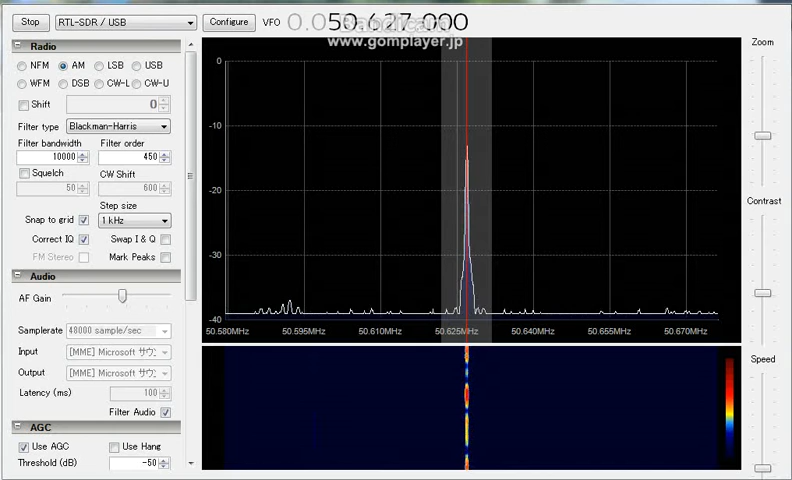 Stop RTL-SDR / USB Configure VFO 0.050.627.000
www.gomplayer.jp
Radio
NFM AM LSB USB
WFM DSB CW-L CW-U
Shift 0
Filter type Blackman-Harris
Filter bandwidth Filter order
10000 450
Squelch CW Shift
50 600
Step size
Snap to grid 1 kHz
Correct IQ Swap I & Q
FM Stereo Mark Peaks
Audio
AF Gain
Samplerate 48000 sample/sec
Input [MME] Microsoft サウ
Output [MME] Microsoft サウ
Latency (ms) 100
Filter Audio
AGC
Use AGC Use Hang
Threshold (dB) -50
0
-10
-20
-30
-40
50.580MHz 50.595MHz 50.610MHz 50.625MHz 50.640MHz 50.655MHz 50.670MHz
Zoom
Contrast
Speed